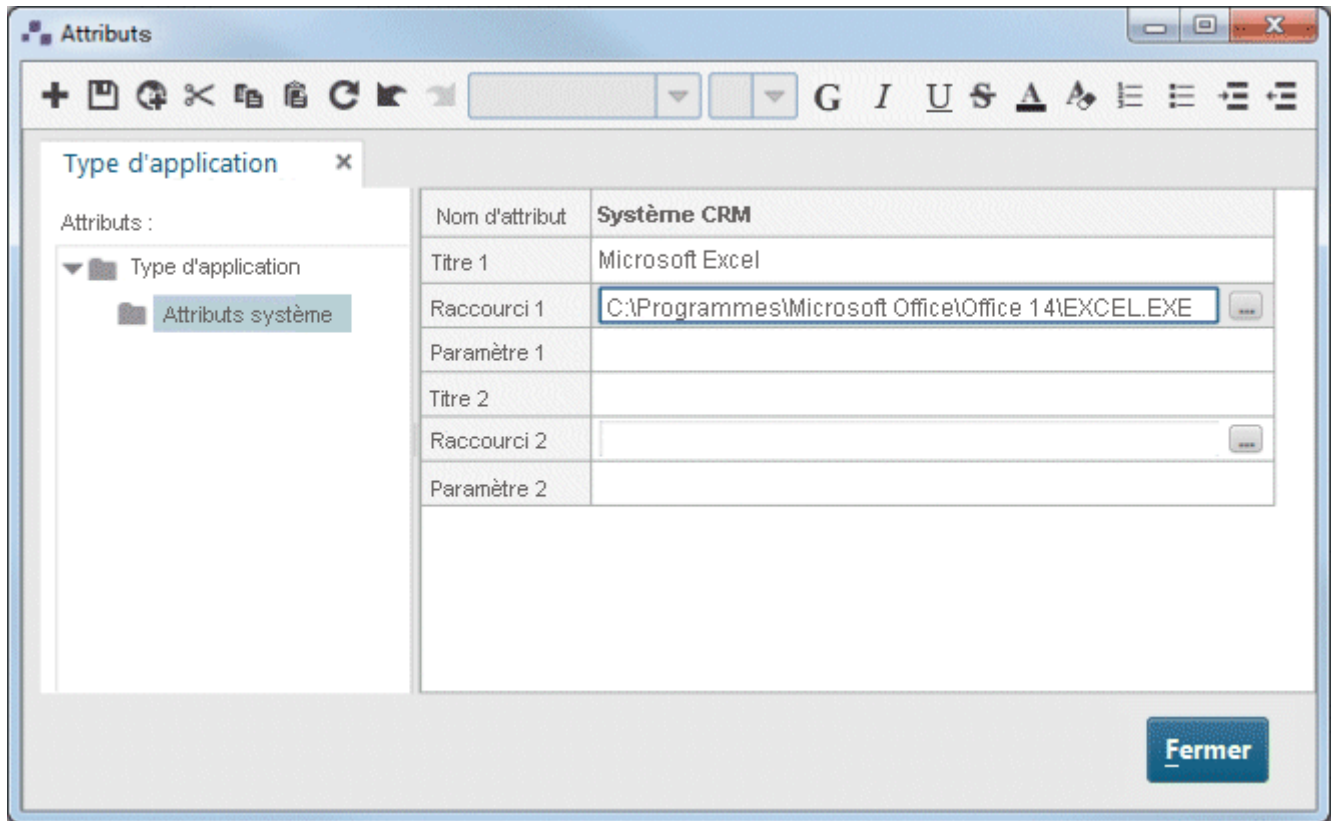 Attributs
G I U S A
Type d'application
Attributs :
Type d'application
Attributs système
Nom d'attribut Système CRM
Titre 1 Microsoft Excel
Raccourci 1 C:\Programmes\Microsoft Office\Office 14\EXCEL.EXE ...
Paramètre 1
Titre 2
Raccourci 2 ...
Paramètre 2
Fermer